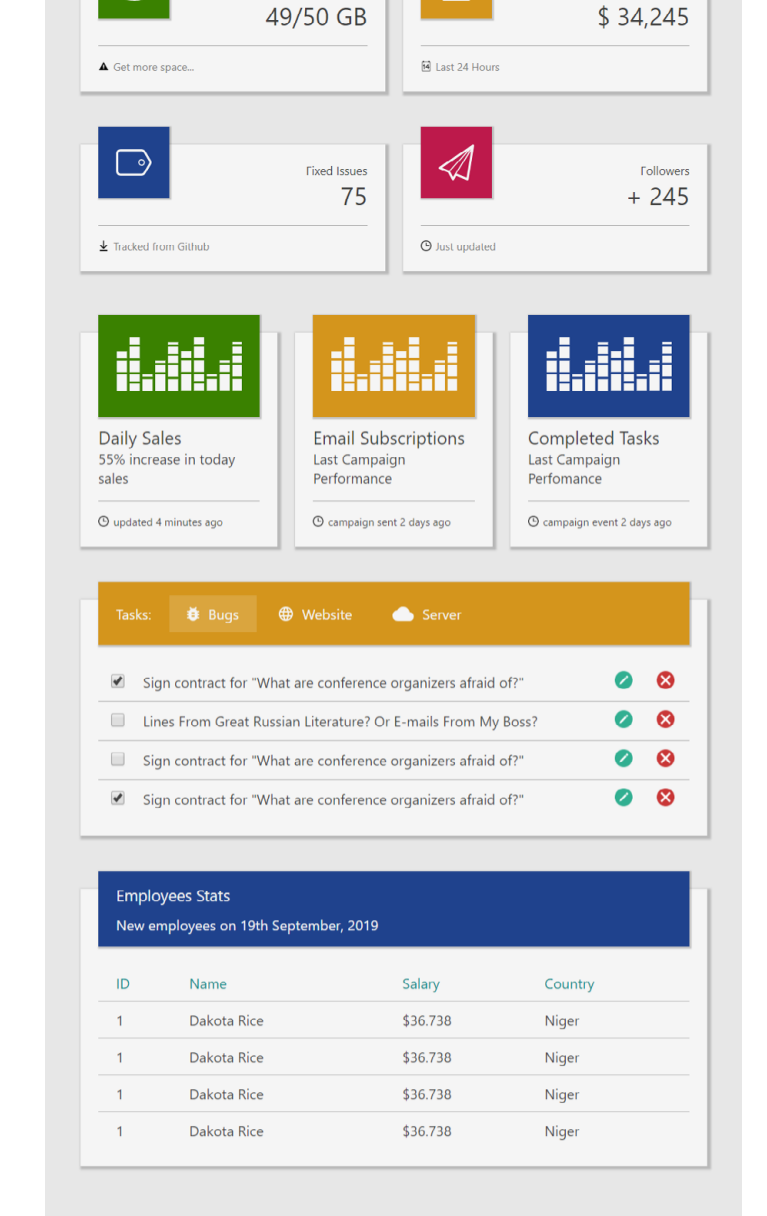 49/50 GB
$ 34,245
Get more space...
14 Last 24 Hours
Fixed Issues
75
Followers
+ 245
Tracked from Github
Just updated
Daily Sales
55% increase in today
sales
updated 4 minutes ago
Email Subscriptions
Last Campaign
Performance
campaign sent 2 days ago
Completed Tasks
Last Campaign
Perfomance
campaign event 2 days ago
Tasks: Bugs Website Server
Sign contract for "What are conference organizers afraid of?"
Lines From Great Russian Literature? Or E-mails From My Boss?
Sign contract for "What are conference organizers afraid of?"
Sign contract for "What are conference organizers afraid of?"
Employees Stats
New employees on 19th September, 2019
ID Name Salary Country
1 Dakota Rice $36.738 Niger
1 Dakota Rice $36.738 Niger
1 Dakota Rice $36.738 Niger
1 Dakota Rice $36.738 Niger